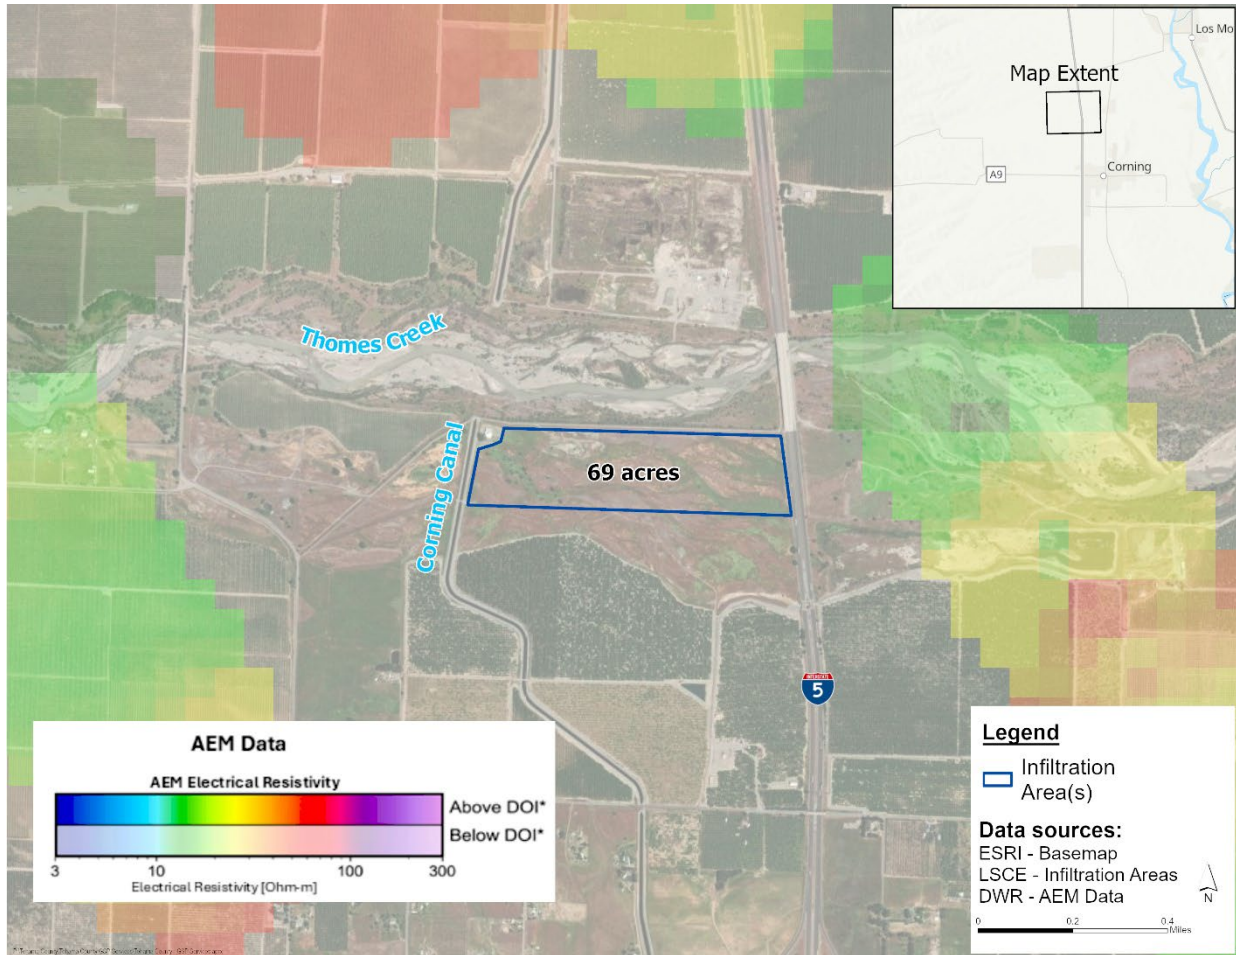 Los Mo
Map Extent
A9
Corning
Thomes Creek
Corning Canal
69 acres
INTERSTATE
5
AEM Data
AEM Electrical Resistivity
Above DOI*
Below DOI*
3
10
100
300
Electrical Resistivity [Ohm-m]
Legend
Infiltration
Area(s)
Data sources:
ESRI - Basemap
LSCE - Infiltration Areas
DWR - AEM Data
N
0
0.2
0.4
Miles